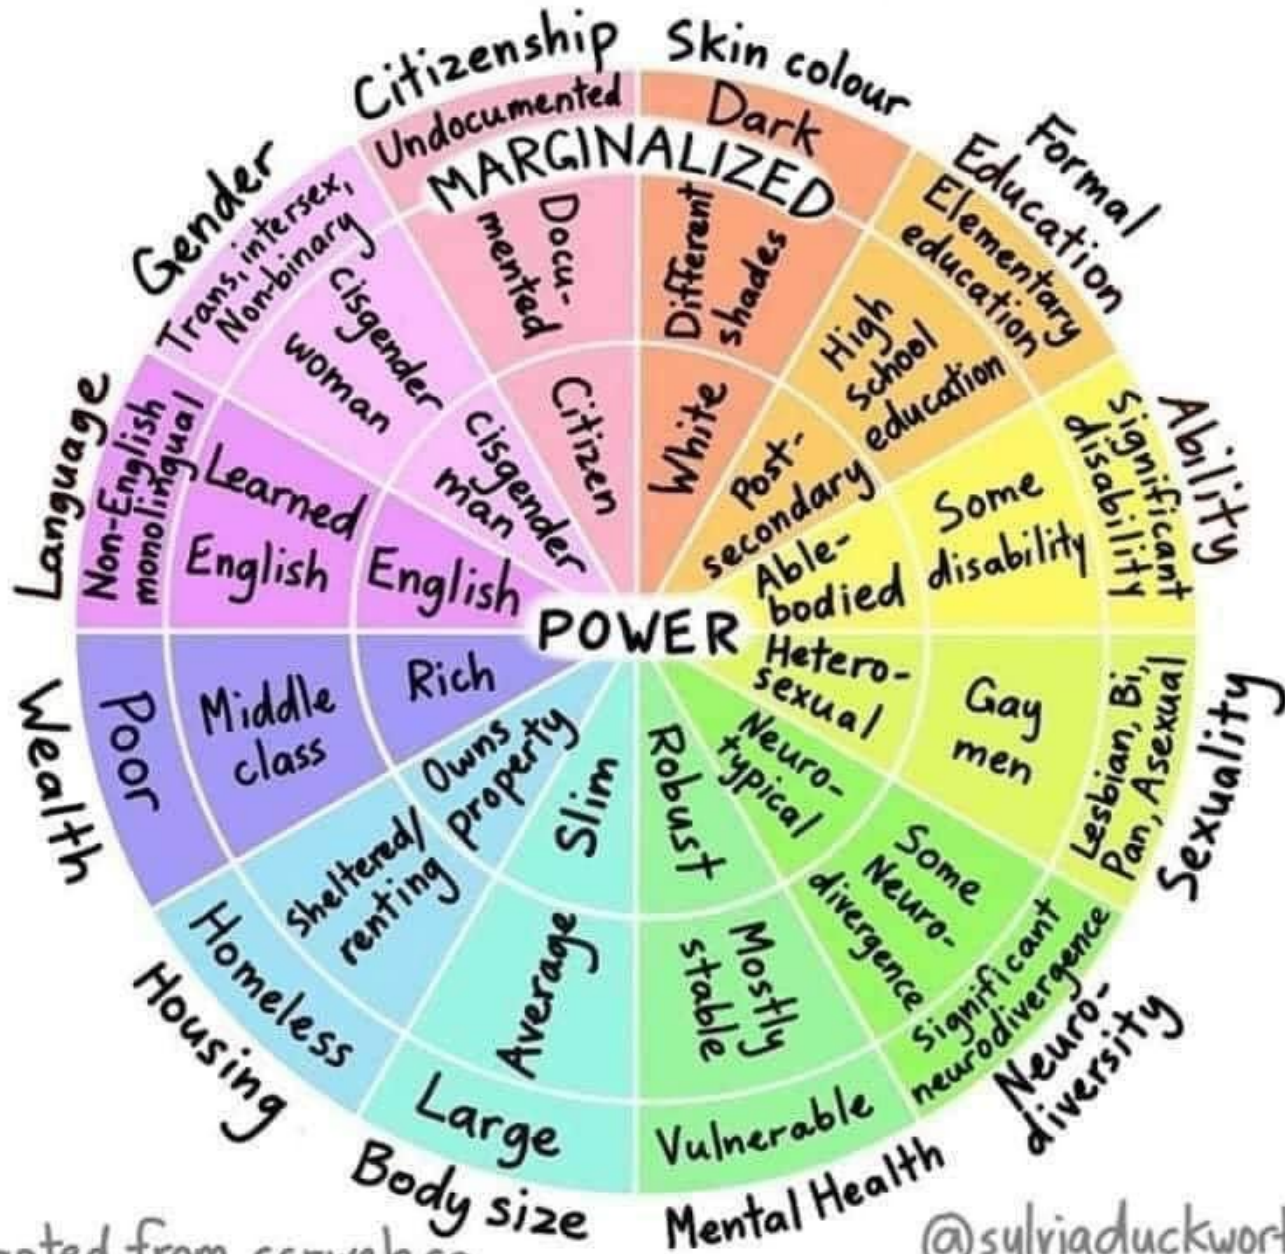 Citizenship
Undocumented
Docu-
mented
Citizen
Skin colour
Dark
Different
shades
White
Formal
Education
Elementary
education
High
school
education
Post-
secondary
Ability
Significant
disability
Some
disability
Able-
bodied
Sexuality
Lesbian, Bi,
Pan, Asexual
Gay
men
Hetero-
sexual
Neuro-
diversity
Significant
neurodivergence
Some
Neuro-
divergence
Neuro-
typical
Mental Health
Vulnerable
Mostly
stable
Robust
Body size
Large
Average
Slim
Housing
Homeless
Sheltered/
renting
Owns
property
Wealth
Poor
Middle
class
Rich
Language
Non-English
monolingual
Learned
English
English
Gender
Trans, intersex,
Non-binary
cisgender
woman
cisgender
man
MARGINALIZED
POWER
from
@sylviaduckwort